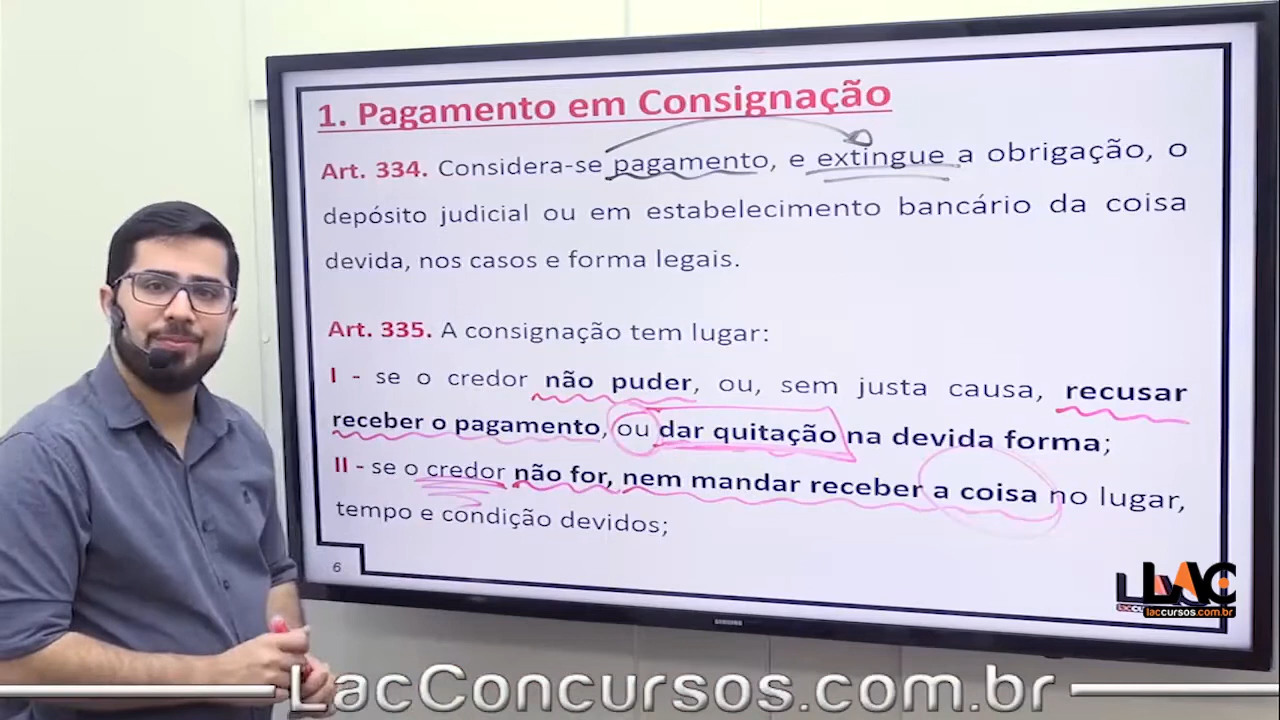 1. Pagamento em Consignação
Art. 334. Considera-se pagamento, e extingue a obrigação, o
depósito judicial ou em estabelecimento bancário da coisa
devida, nos casos e forma legais.
Art. 335. A consignação tem lugar:
I - se o credor não puder, ou, sem justa causa, recusar
receber o pagamento, ou dar quitação na devida forma;
II - se o credor não for, nem mandar receber a coisa no lugar,
tempo e condição devidos;
6
LAC
laccursos.com.br
SAMSUNG
LacConcursos.com.br